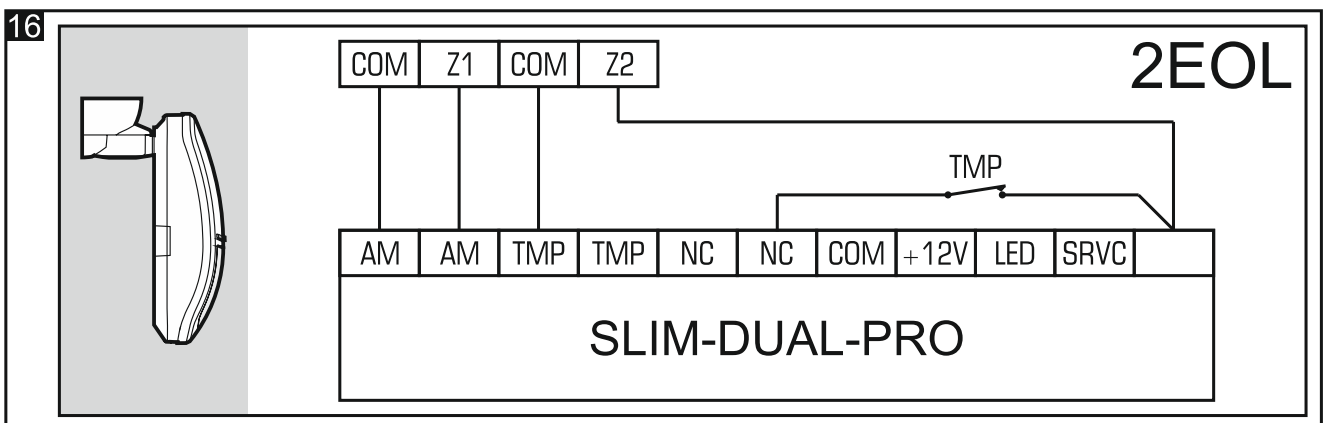 16
2EOL
COM Z1 COM Z2
TMP
AM AM TMP TMP NC NC COM +12V LED SRVC
SLIM-DUAL-PRO